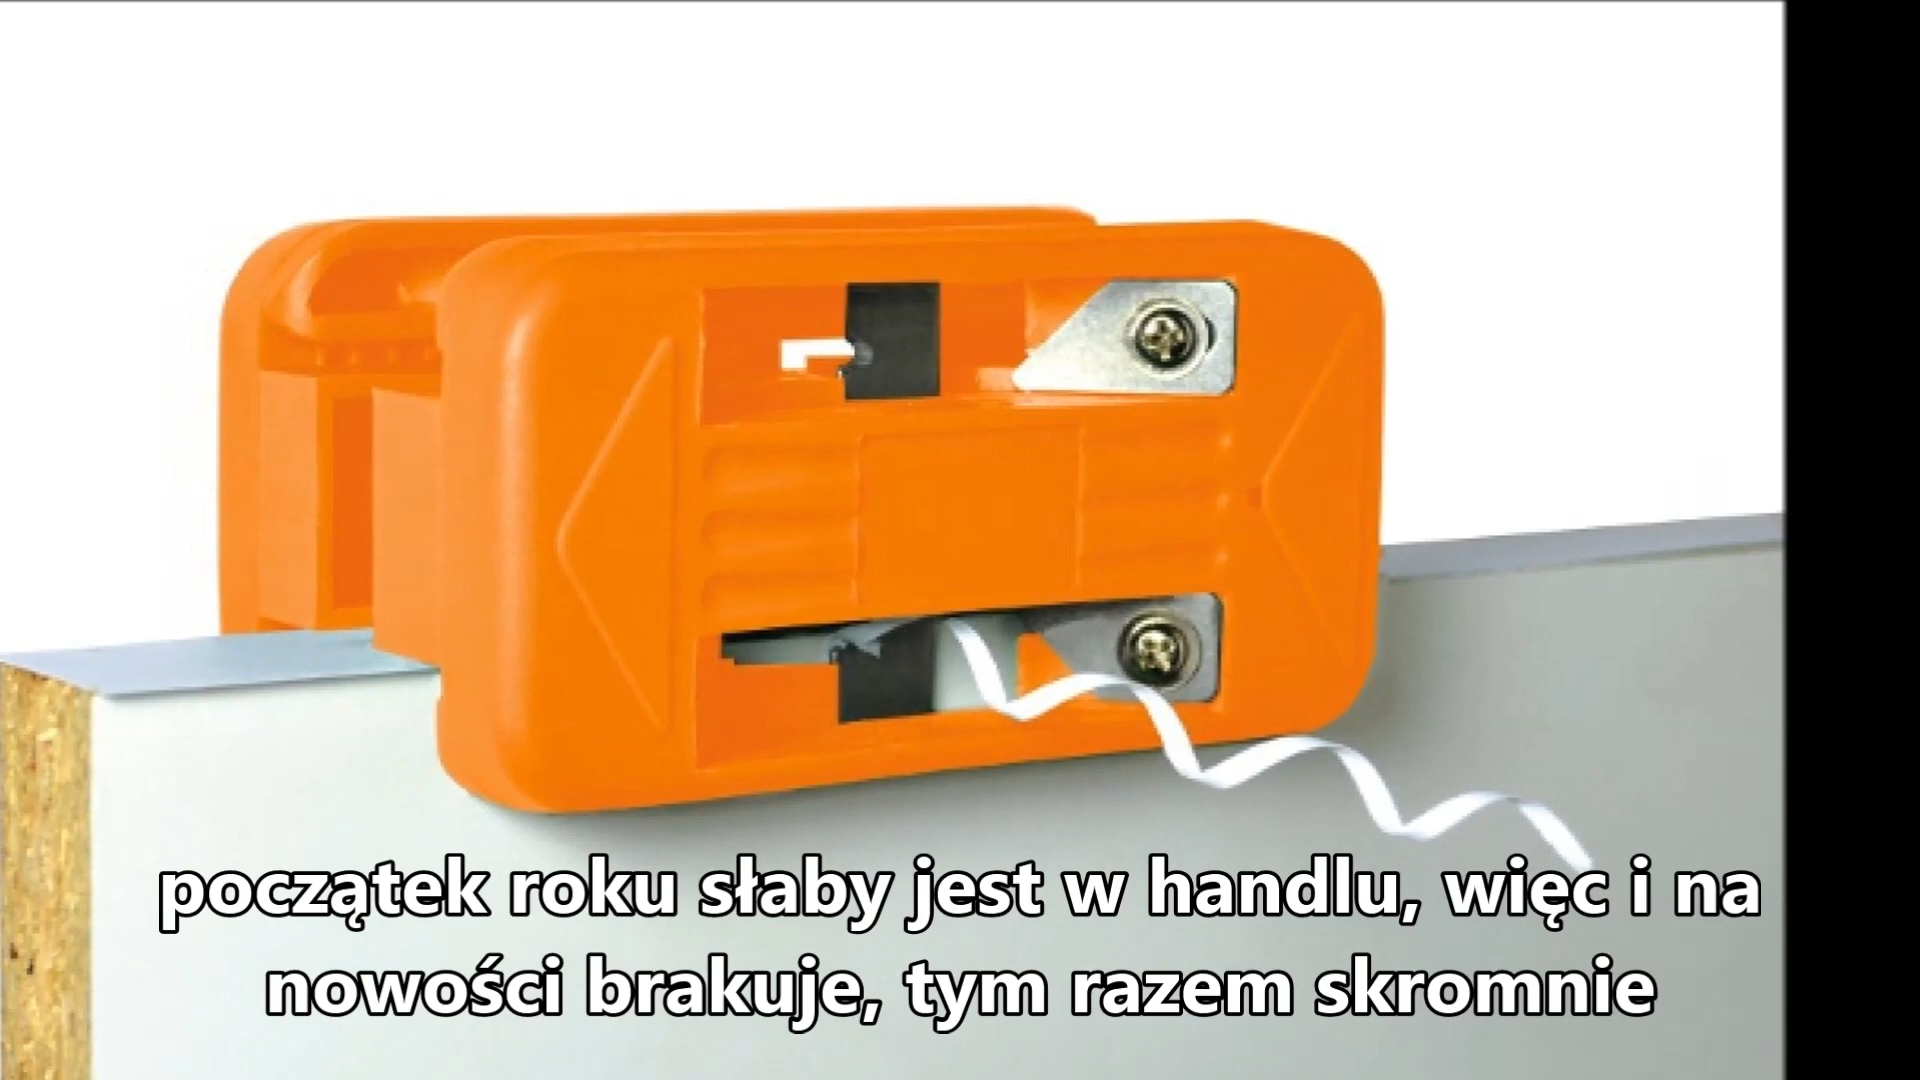 początek roku słaby jest w handlu, więc i na
nowości brakuje, tym razem skromnie